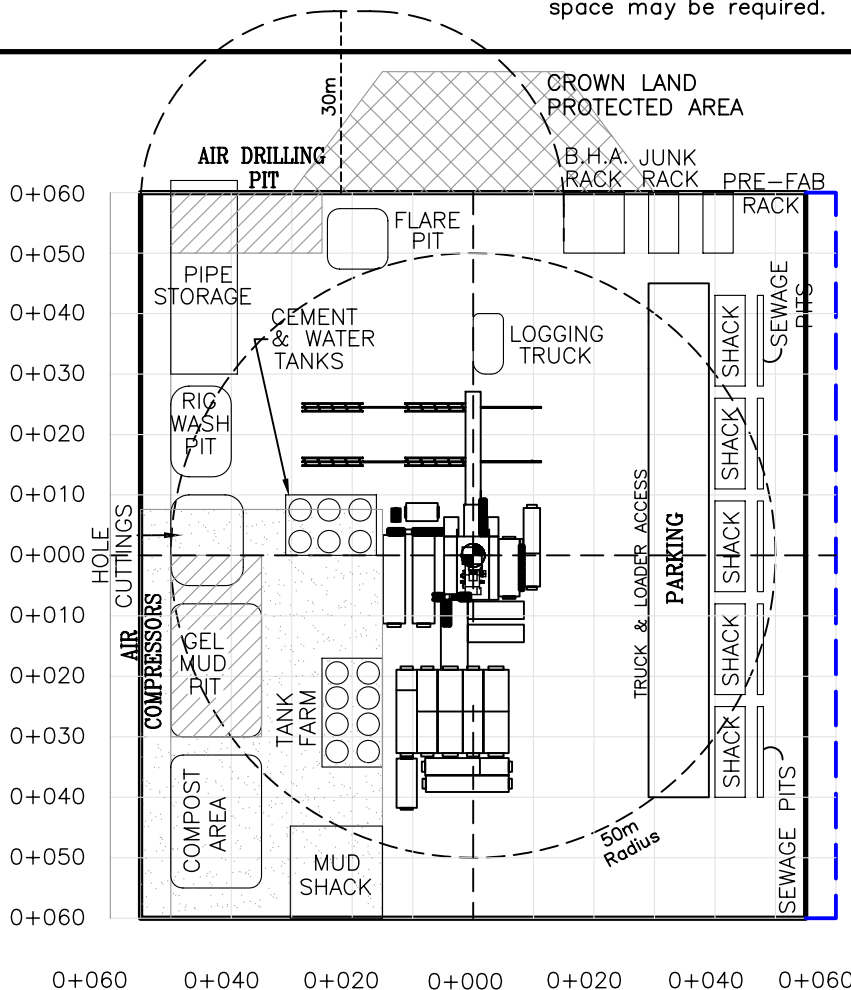 space may be required.
30m
CROWN LAND
PROTECTED AREA
AIR DRILLING
PIT
B.H.A.
RACK
JUNK
RACK
PRE-FAB
RACK
0+060
0+050
0+040
0+030
0+020
0+010
0+000
0+010
0+020
0+030
0+040
0+050
0+060
FLARE
PIT
PIPE
STORAGE
CEMENT
& WATER
TANKS
LOGGING
TRUCK
SEWAGE
PITS
RIG
WASH
PIT
HOLE
CUTTINGS
AIR
COMPRESSORS
GEL
MUD
PIT
TANK
FARM
COMPOST
AREA
MUD
SHACK
TRUCK & LOADER ACCESS
PARKING
SHACK
SHACK
SHACK
SHACK
SHACK
SEWAGE PITS
50m
Radius
0+060
0+040
0+020
0+000
0+020
0+040
0+060